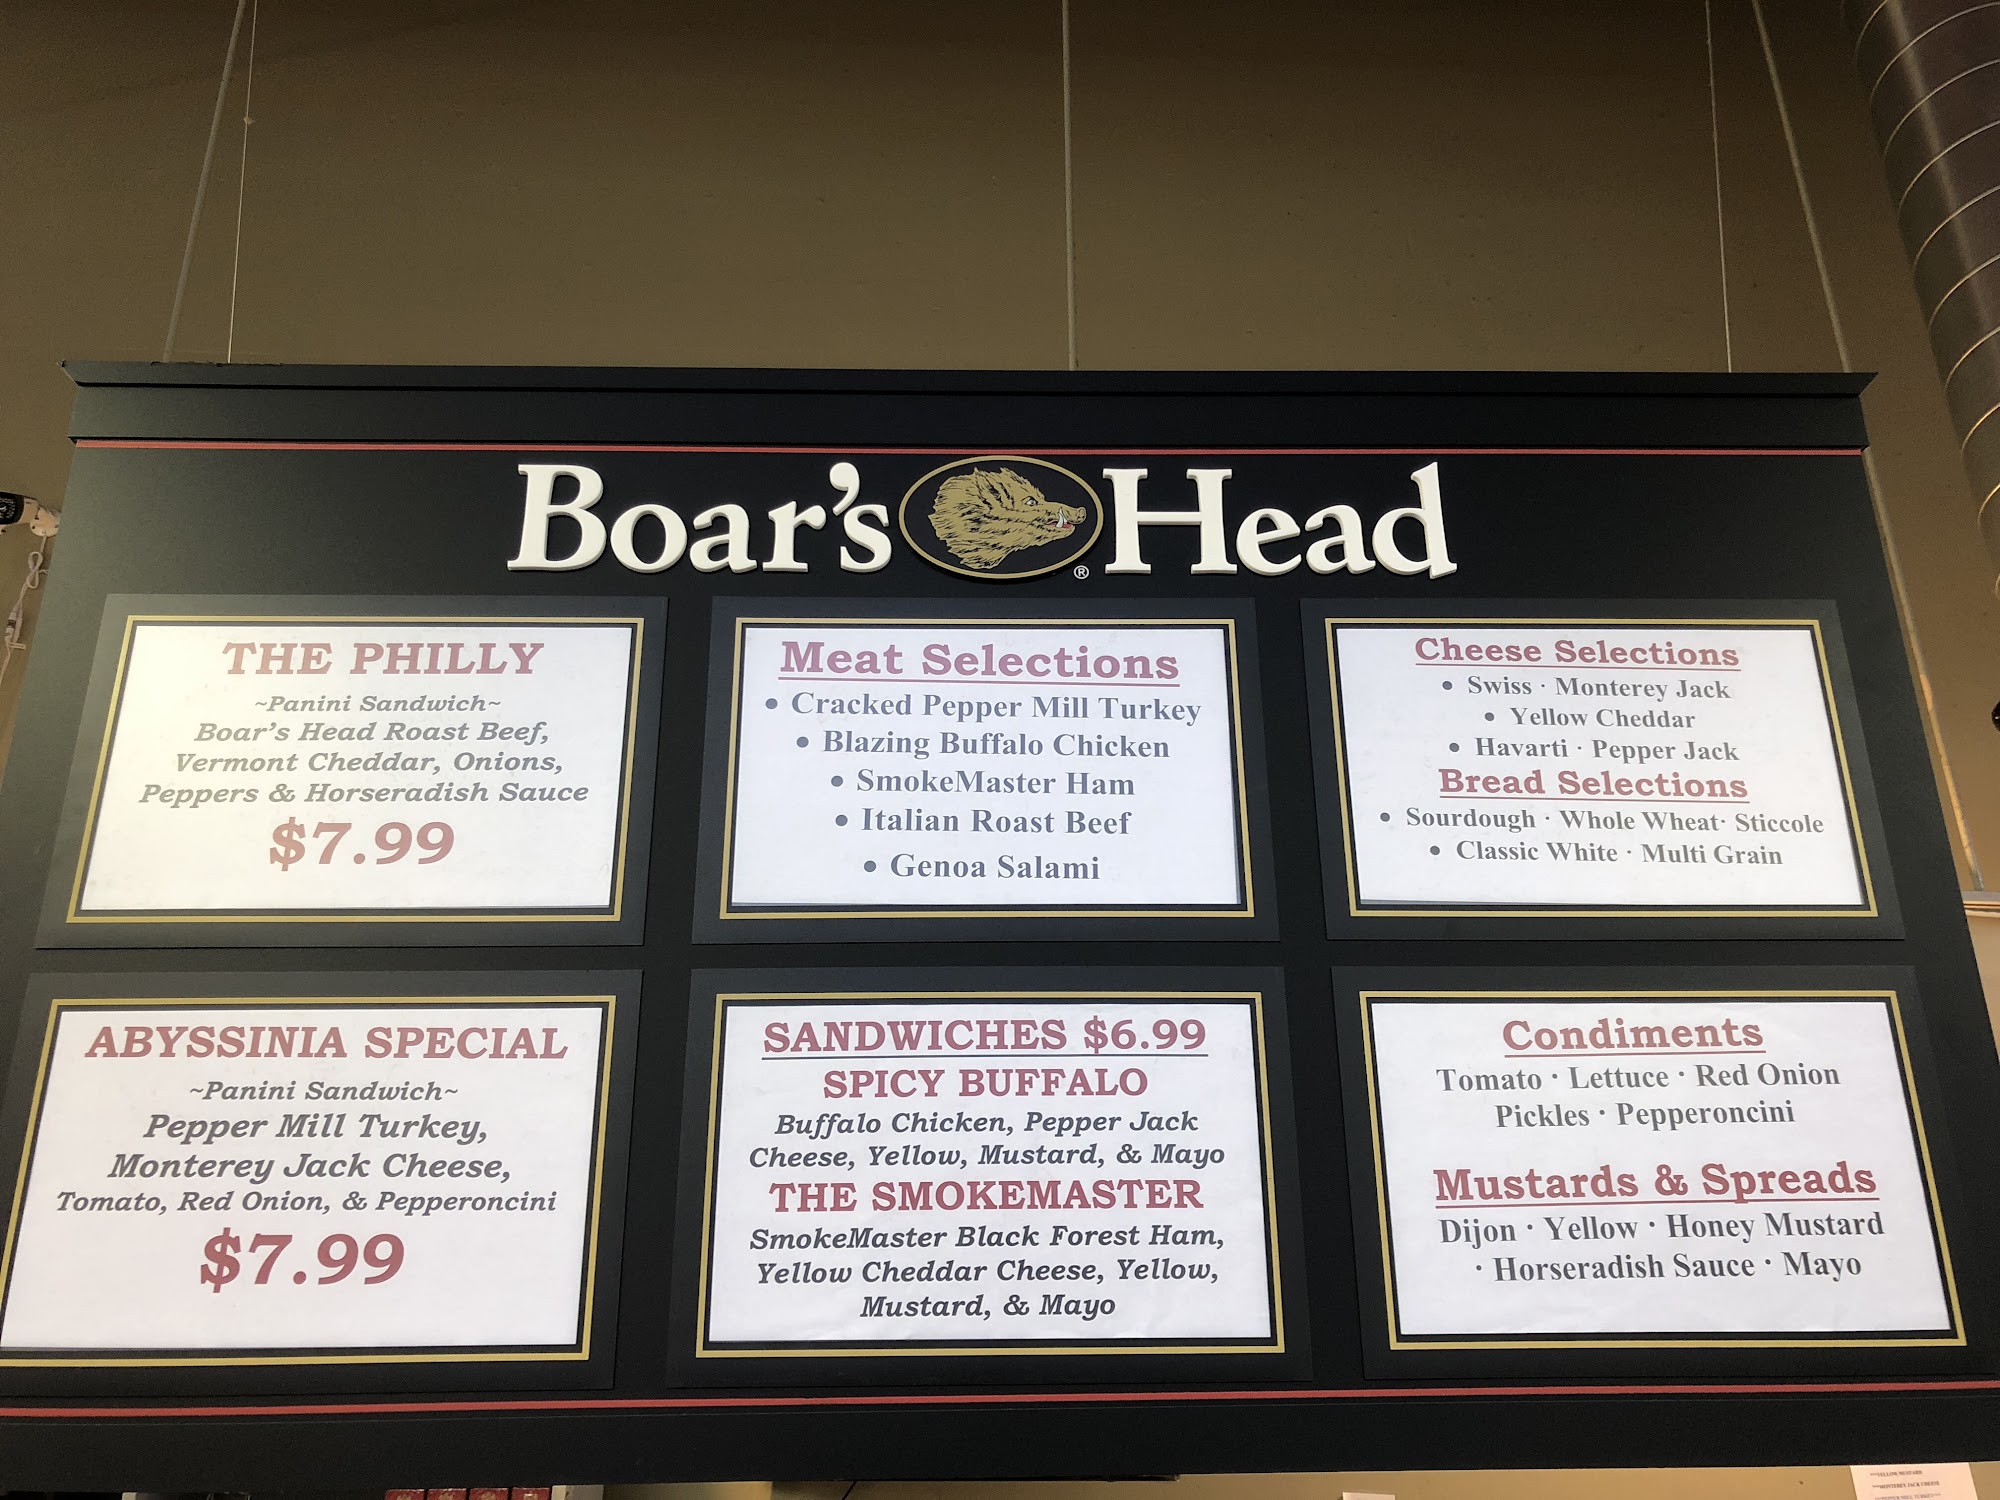 Boar's Head ®
THE PHILLY
~Panini Sandwich~
Boar's Head Roast Beef,
Vermont Cheddar, Onions,
Peppers & Horseradish Sauce
$7.99
Meat Selections
• Cracked Pepper Mill Turkey
• Blazing Buffalo Chicken
• SmokeMaster Ham
• Italian Roast Beef
• Genoa Salami
Cheese Selections
• Swiss · Monterey Jack
• Yellow Cheddar
• Havarti · Pepper Jack
Bread Selections
• Sourdough · Whole Wheat· Sticcole
• Classic White · Multi Grain
ABYSSINIA SPECIAL
~Panini Sandwich~
Pepper Mill Turkey,
Monterey Jack Cheese,
Tomato, Red Onion, & Pepperoncini
$7.99
SANDWICHES $6.99
SPICY BUFFALO
Buffalo Chicken, Pepper Jack
Cheese, Yellow, Mustard, & Mayo
THE SMOKEMASTER
SmokeMaster Black Forest Ham,
Yellow Cheddar Cheese, Yellow,
Mustard, & Mayo
Condiments
Tomato · Lettuce · Red Onion
Pickles · Pepperoncini
Mustards & Spreads
Dijon · Yellow · Honey Mustard
· Horseradish Sauce · Mayo